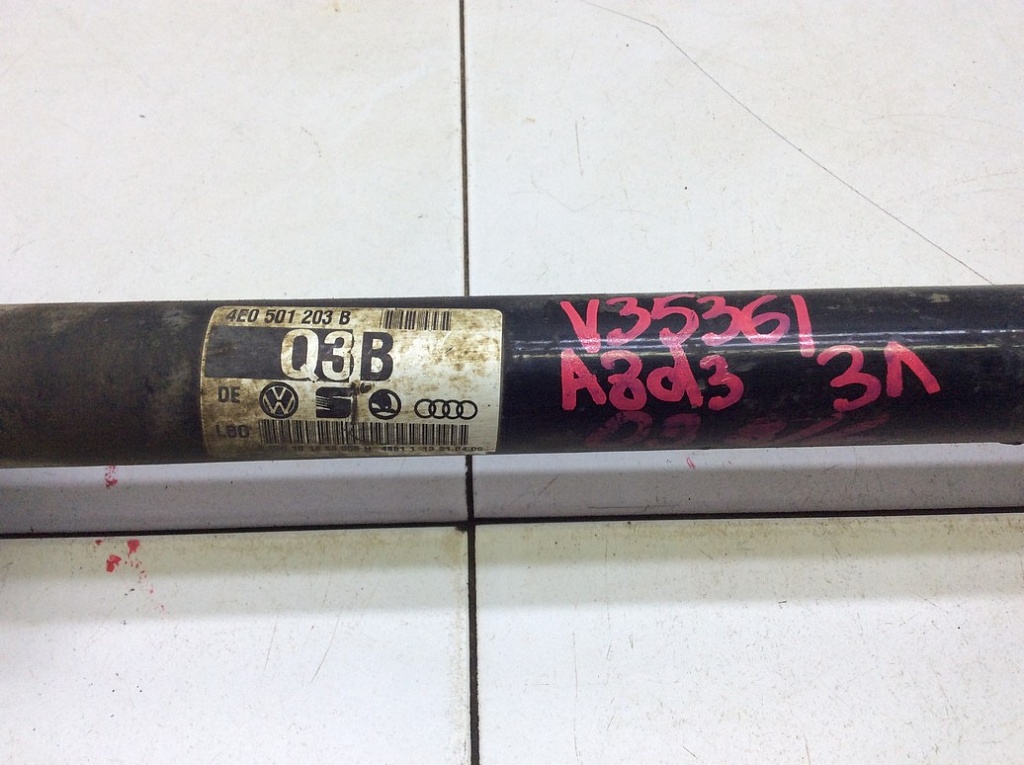 4E0 501 203 B
Q3B
DE
LBO
V35361
A8d3 3Л